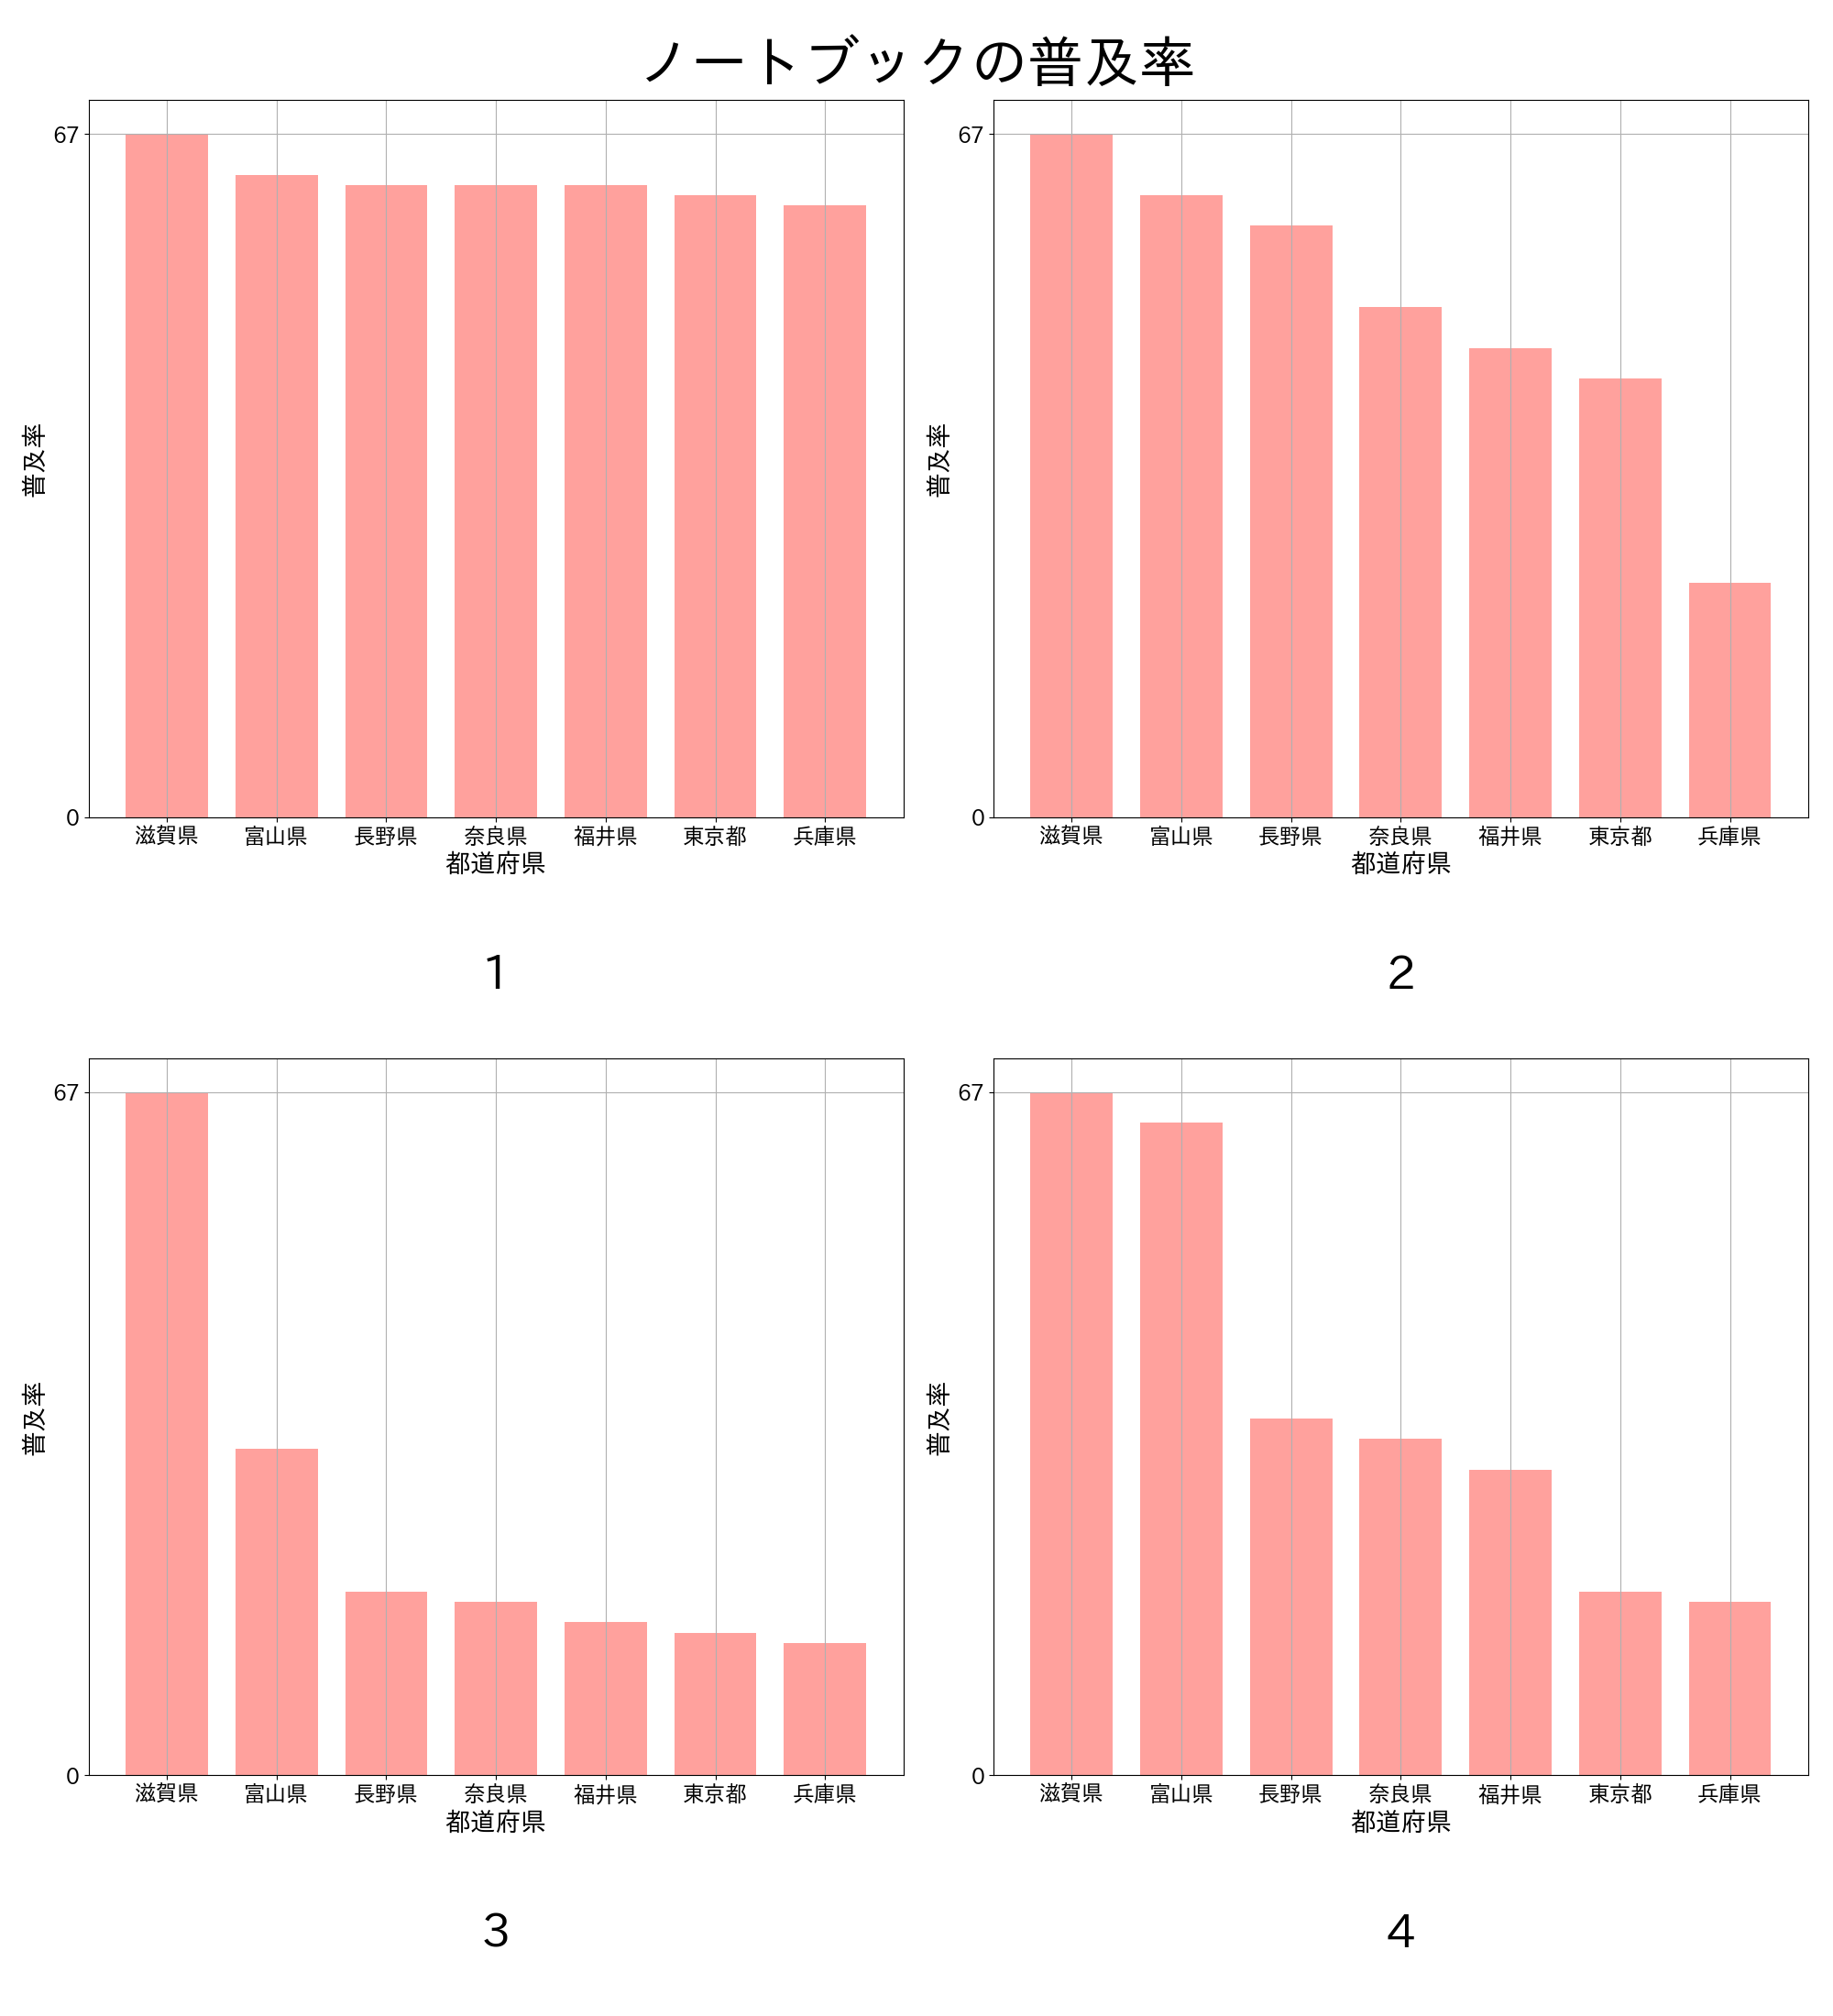 ノートブックの普及率
67
0
普及率
滋賀県 富山県 長野県 奈良県 福井県 東京都 兵庫県
都道府県
1
67
0
普及率
滋賀県 富山県 長野県 奈良県 福井県 東京都 兵庫県
都道府県
2
67
0
普及率
滋賀県 富山県 長野県 奈良県 福井県 東京都 兵庫県
都道府県
3
67
0
普及率
滋賀県 富山県 長野県 奈良県 福井県 東京都 兵庫県
都道府県
4